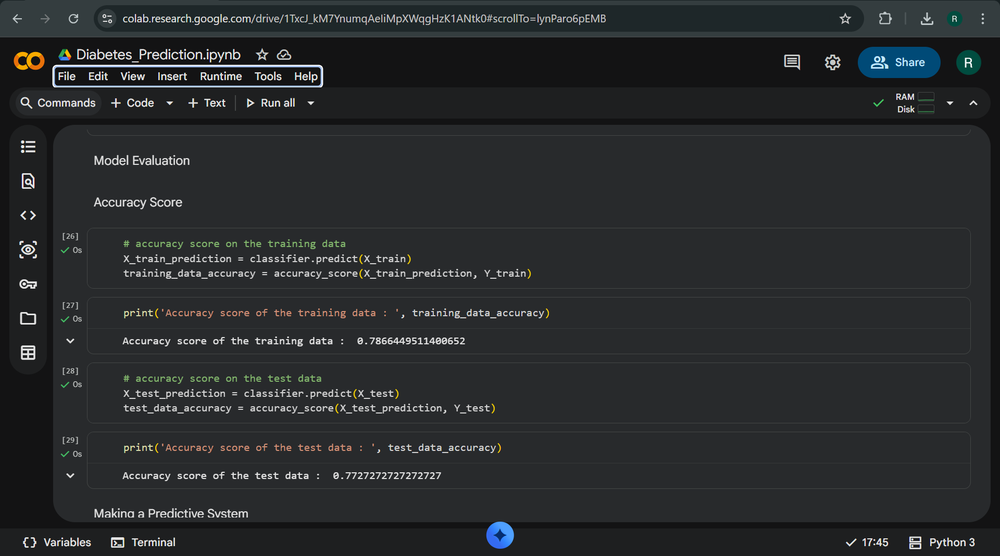 colab.research.google.com/drive/1TxcJ_kM7YnumqAeIiMpXWqgHzK1ANtk0#scrollTo=lynParo6pEMB
R
Diabetes_Prediction.ipynb
File Edit View Insert Runtime Tools Help
Share
R
Commands + Code + Text Run all
RAM
Disk
Model Evaluation
Accuracy Score
[26]
0s
# accuracy score on the training data
X_train_prediction = classifier.predict(X_train)
training_data_accuracy = accuracy_score(X_train_prediction, Y_train)
[27]
0s
print('Accuracy score of the training data : ', training_data_accuracy)
Accuracy score of the training data :  0.7866449511400652
[28]
0s
# accuracy score on the test data
X_test_prediction = classifier.predict(X_test)
test_data_accuracy = accuracy_score(X_test_prediction, Y_test)
[29]
0s
print('Accuracy score of the test data : ', test_data_accuracy)
Accuracy score of the test data :  0.7727272727272727
Making a Predictive System
{} Variables Terminal
17:45 Python 3